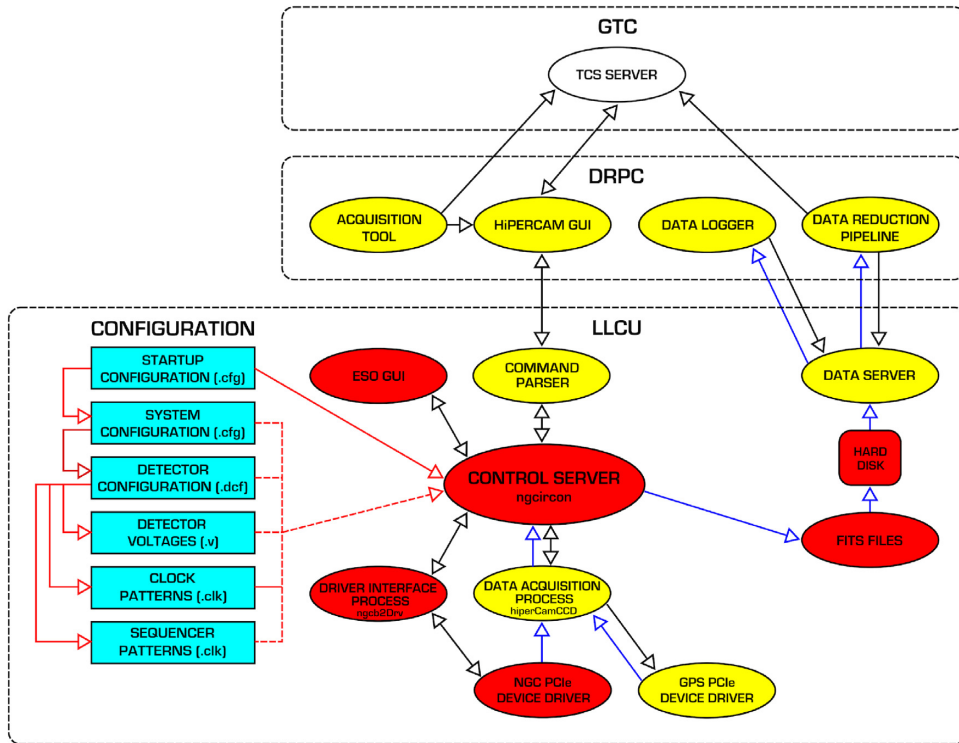 GTC
TCS SERVER
DRPC
ACQUISITION
TOOL
HiPERCAM GUI
DATA LOGGER
DATA REDUCTION
PIPELINE
CONFIGURATION
LLCU
STARTUP
CONFIGURATION (.cfg)
SYSTEM
CONFIGURATION (.cfg)
DETECTOR
CONFIGURATION (.dcf)
DETECTOR
VOLTAGES (.v)
CLOCK
PATTERNS (.clk)
SEQUENCER
PATTERNS (.clk)
ESO GUI
COMMAND
PARSER
DATA SERVER
HARD
DISK
CONTROL SERVER
ngcircon
FITS FILES
DRIVER INTERFACE
PROCESS
ngcb2Drv
DATA ACQUISITION
PROCESS
hiperCamCCD
NGC PCIe
DEVICE DRIVER
GPS PCIe
DEVICE DRIVER